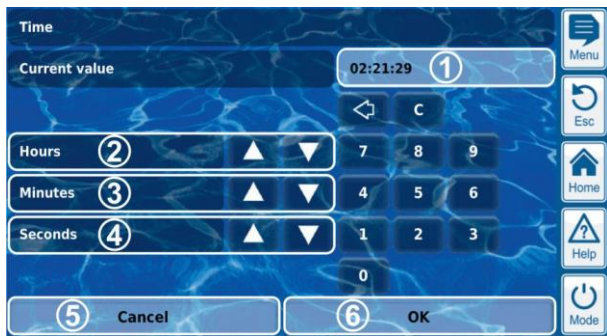 Time
Menu
Current value 02:21:29 1
C
Esc
Hours 2 7 8 9
Home
Minutes 3 4 5 6
Seconds 4 1 2 3
Help
0
5 Cancel 6 OK
Mode